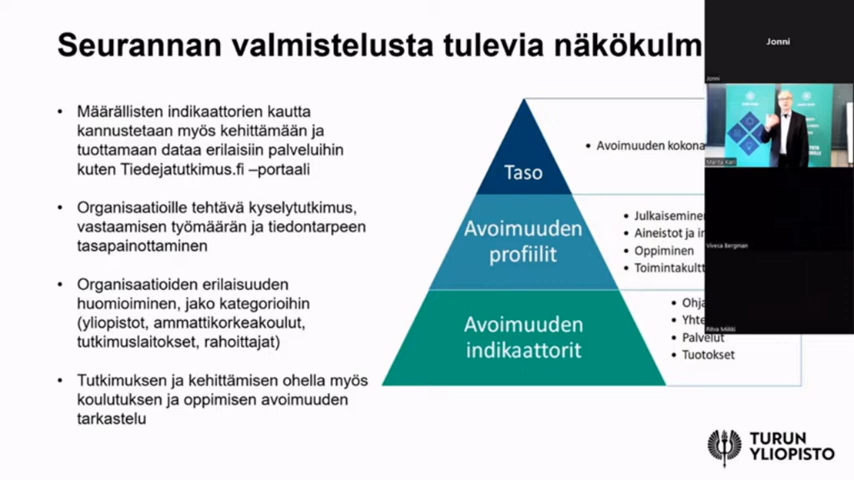 Seurannan valmistelusta tulevia näkökulm
• Määrällisten indikaattorien kautta
kannustetaan myös kehittämään ja
tuottamaan dataa erilaisiin palveluihin
kuten Tiedejatutkimus.fi –portaali
• Organisaatioille tehtävä kyselytutkimus,
vastaamisen työmäärän ja tiedontarpeen
tasapainottaminen
• Organisaatioiden erilaisuuden
huomioiminen, jako kategorioihin
(yliopistot, ammattikorkeakoulut,
tutkimuslaitokset, rahoittajat)
• Tutkimuksen ja kehittämisen ohella myös
koulutuksen ja oppimisen avoimuuden
tarkastelu
Taso
• Avoimuuden kokona
Avoimuuden
profiilit
• Julkaiseminen
• Aineistot ja
• Oppiminen
• Toimintakultt
Avoimuuden
indikaattorit
• Ohja
• Yhte
• Palvelut
• Tuotokset
Jonni
Jonni
Viveca Bergman
TURUN
YLIOPISTO